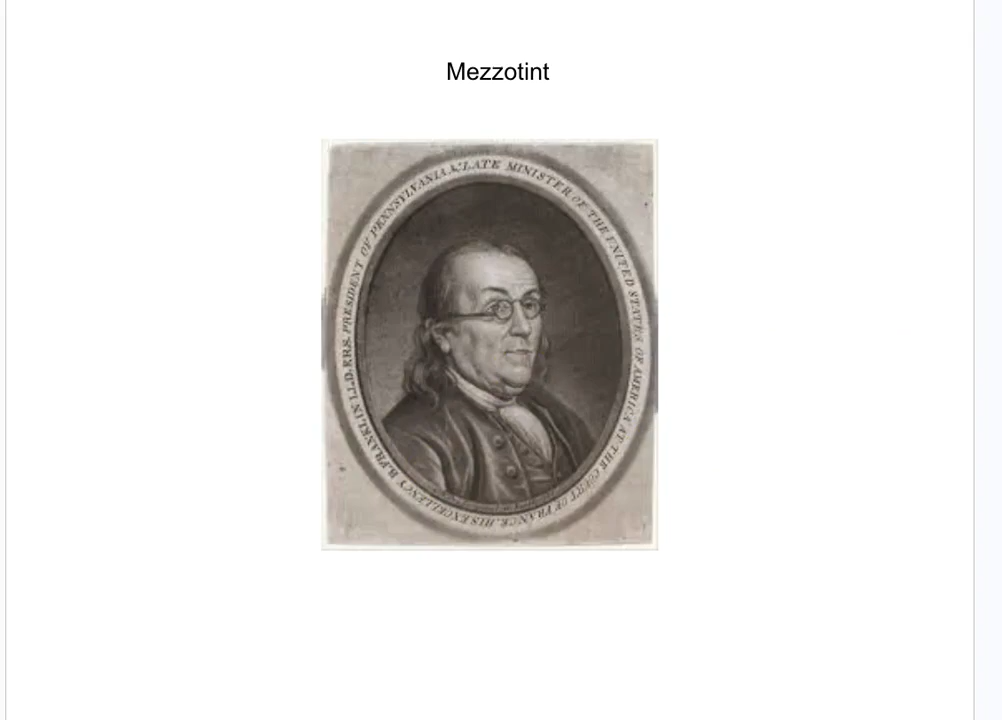 Mezzotint
HIS EXCELLENCY B. FRANKLIN LL.D. F.R.S. PRESIDENT OF PENNSYLVANIA & LATE MINISTER OF THE UNITED STATES OF AMERICA AT THE COURT OF FRANCE.